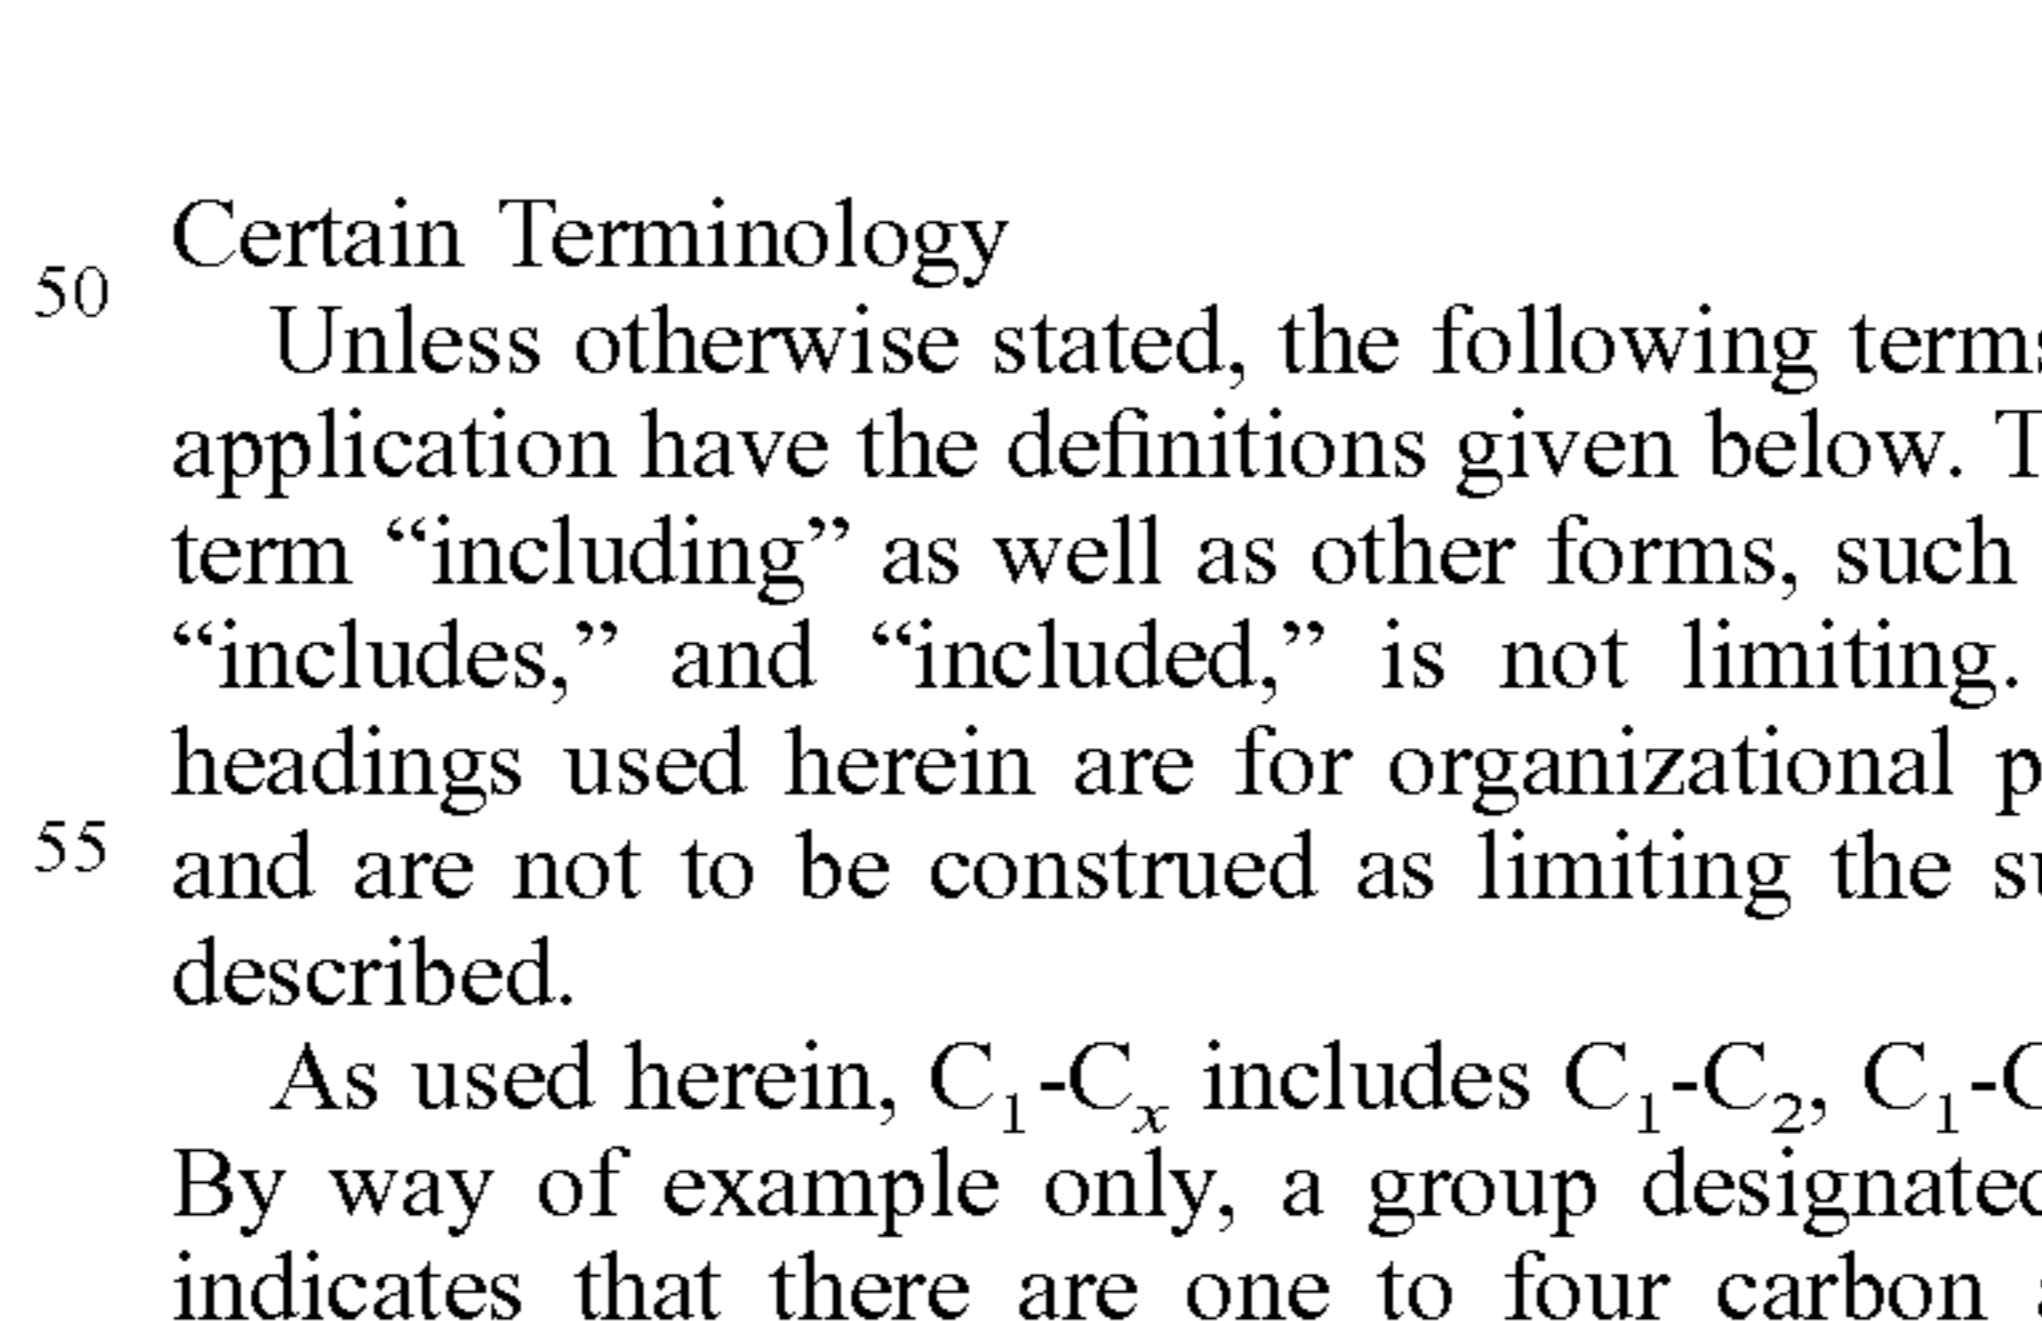 Certain Terminology
50
Unless otherwise stated, the following terms
application have the definitions given below. T
term “including” as well as other forms, such
“includes,” and “included,” is not limiting.
headings used herein are for organizational p
55
and are not to be construed as limiting the su
described.
As used herein, C₁-Cₓ includes C₁-C₂, C₁-C
By way of example only, a group designated
indicates that there are one to four carbon